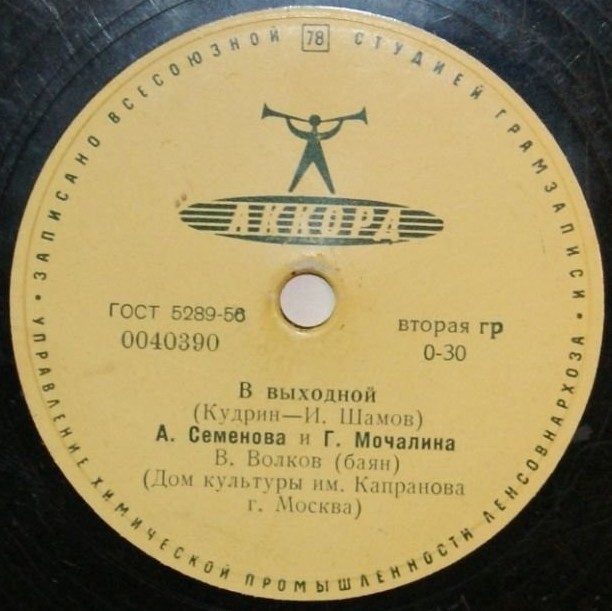 ЗАПИСАНО ВСЕСОЮЗНОЙ 78 СТУДИЕЙ ГРАМЗАПИСИ
АККОРД
ГОСТ 5289-56
0040390
вторая гр
0-30
В выходной
(Кудрин—И. Шамов)
А. Семенова и Г. Мочалина
В. Волков (баян)
(Дом культуры им. Капранова
г. Москва)
• УПРАВЛЕНИЕ ХИМИЧЕСКОЙ ПРОМЫШЛЕННОСТИ ЛЕНСОВНАРХОЗА •